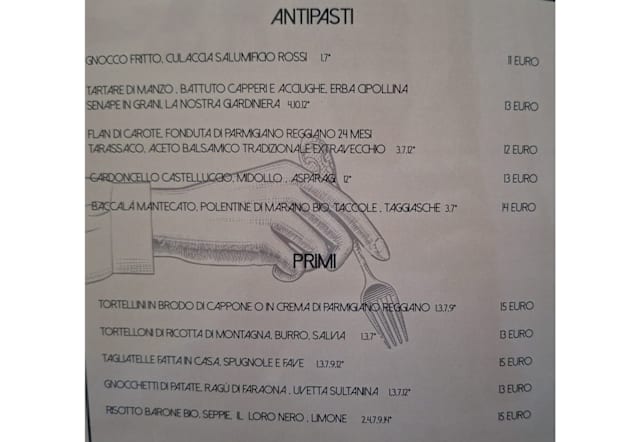 ANTIPASTI
GNOCCO FRITTO, CULACCIA SALUMIFICIO ROSSI 1.7* 11 EURO
TARTARE DI MANZO, BATTUTO CAPPERI E ACCIUGHE, ERBA CIPOLLINA
SENAPE IN GRANI, LA NOSTRA GIARDINIERA 4.10.12* 13 EURO
FLAN DI CAROTE, FONDUTA DI PARMIGIANO REGGIANO 24 MESI
TARASSACO, ACETO BALSAMICO TRADIZIONALE EXTRAVECCHIO 3.7.12* 12 EURO
CARDONCELLO CASTELLUCCIO, MIDOLLO, ASPARAGI 12* 13 EURO
BACCALÀ MANTECATO, POLENTINE DI MARANO BIO, TACCOLE, TAGGIASCHE 3.7* 14 EURO
PRIMI
TORTELLINI IN BRODO DI CAPPONE O IN CREMA DI PARMIGIANO REGGIANO 1.3.7.9* 15 EURO
TORTELLONI DI RICOTTA DI MONTAGNA, BURRO, SALVIA 1.3.7* 13 EURO
TAGLIATELLE FATTA IN CASA, SPUGNOLE E FAVE 1.3.7.9.12* 15 EURO
GNOCCHETTI DI PATATE, RAGÙ DI FARAONA, UVETTA SULTANINA 1.3.7.12* 13 EURO
RISOTTO BARONE BIO, SEPPIE, IL LORO NERO, LIMONE 2.4.7.9.14* 15 EURO